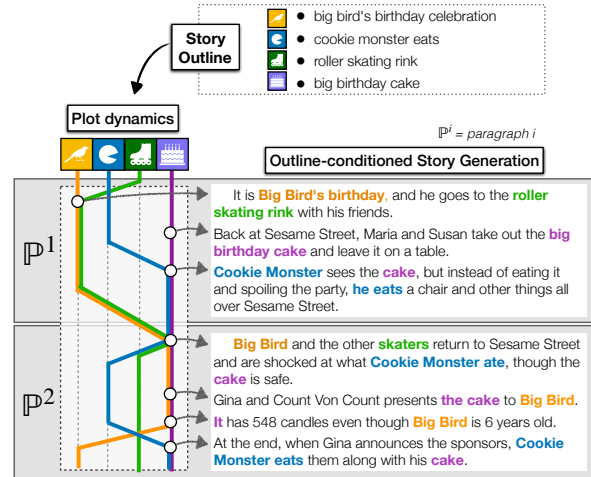 Story
Outline
• big bird's birthday celebration
• cookie monster eats
• roller skating rink
• big birthday cake
Plot dynamics
ℙⁱ = paragraph i
Outline-conditioned Story Generation
ℙ¹
It is Big Bird's birthday, and he goes to the roller
skating rink with his friends.
Back at Sesame Street, Maria and Susan take out the big
birthday cake and leave it on a table.
Cookie Monster sees the cake, but instead of eating it
and spoiling the party, he eats a chair and other things all
over Sesame Street.
ℙ²
Big Bird and the other skaters return to Sesame Street
and are shocked at what Cookie Monster ate, though the
cake is safe.
Gina and Count Von Count presents the cake to Big Bird.
It has 548 candles even though Big Bird is 6 years old.
At the end, when Gina announces the sponsors, Cookie
Monster eats them along with his cake.